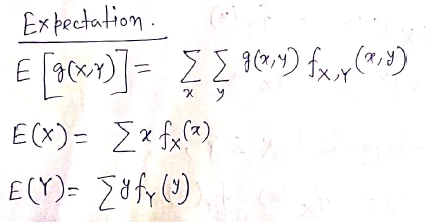 Expectation.
E [g(x,Y)] = Σ Σ g(x,y) f_{X,Y}(x,y)
x y
E(X) = Σ x f_X(x)
E(Y) = Σ y f_Y(y)